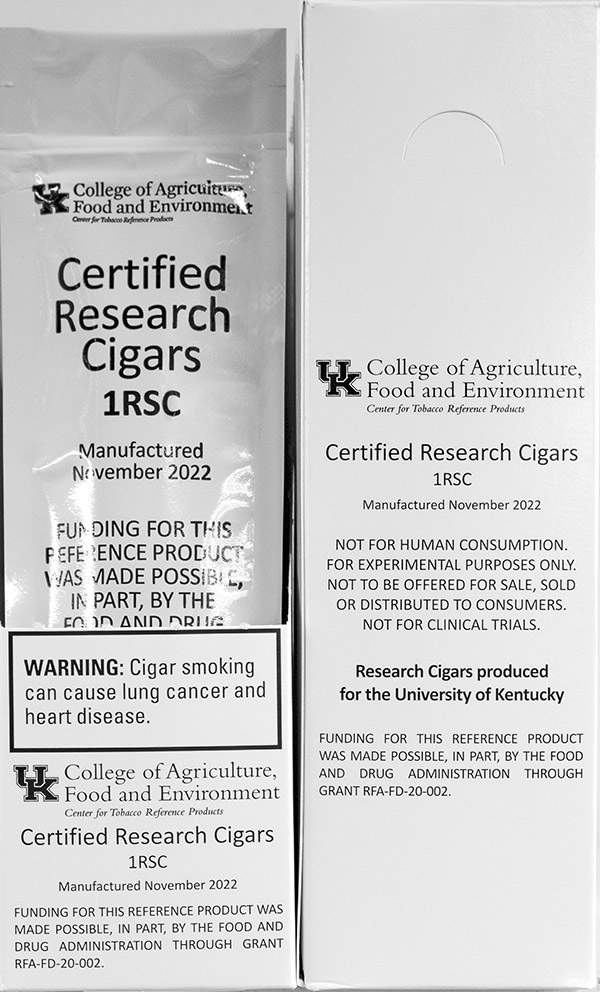 UK College of Agriculture,
Food and Environment
Center for Tobacco Reference Products
Certified
Research
Cigars
1RSC
Manufactured
November 2022
FUNDING FOR THIS
REFERENCE PRODUCT
WAS MADE POSSIBLE,
IN PART, BY THE
FOOD AND DRUG
WARNING: Cigar smoking
can cause lung cancer and
heart disease.
UK College of Agriculture,
Food and Environment
Center for Tobacco Reference Products
Certified Research Cigars
1RSC
Manufactured November 2022
FUNDING FOR THIS REFERENCE PRODUCT WAS
MADE POSSIBLE, IN PART, BY THE FOOD AND
DRUG ADMINISTRATION THROUGH GRANT
RFA-FD-20-002.
UK College of Agriculture,
Food and Environment
Center for Tobacco Reference Products
Certified Research Cigars
1RSC
Manufactured November 2022
NOT FOR HUMAN CONSUMPTION.
FOR EXPERIMENTAL PURPOSES ONLY.
NOT TO BE OFFERED FOR SALE, SOLD
OR DISTRIBUTED TO CONSUMERS.
NOT FOR CLINICAL TRIALS.
Research Cigars produced
for the University of Kentucky
FUNDING FOR THIS REFERENCE PRODUCT
WAS MADE POSSIBLE, IN PART, BY THE FOOD
AND DRUG ADMINISTRATION THROUGH
GRANT RFA-FD-20-002.